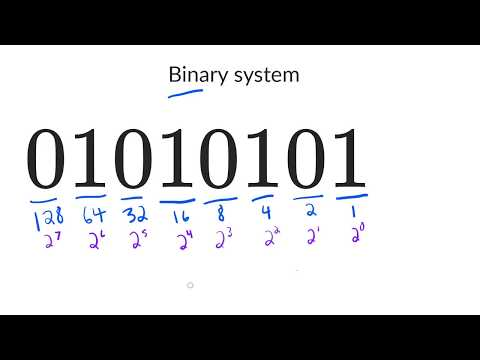 Binary system
01010101
128 64 32 16 8 4 2 1
2⁷ 2⁶ 2⁵ 2⁴ 2³ 2² 2¹ 2⁰